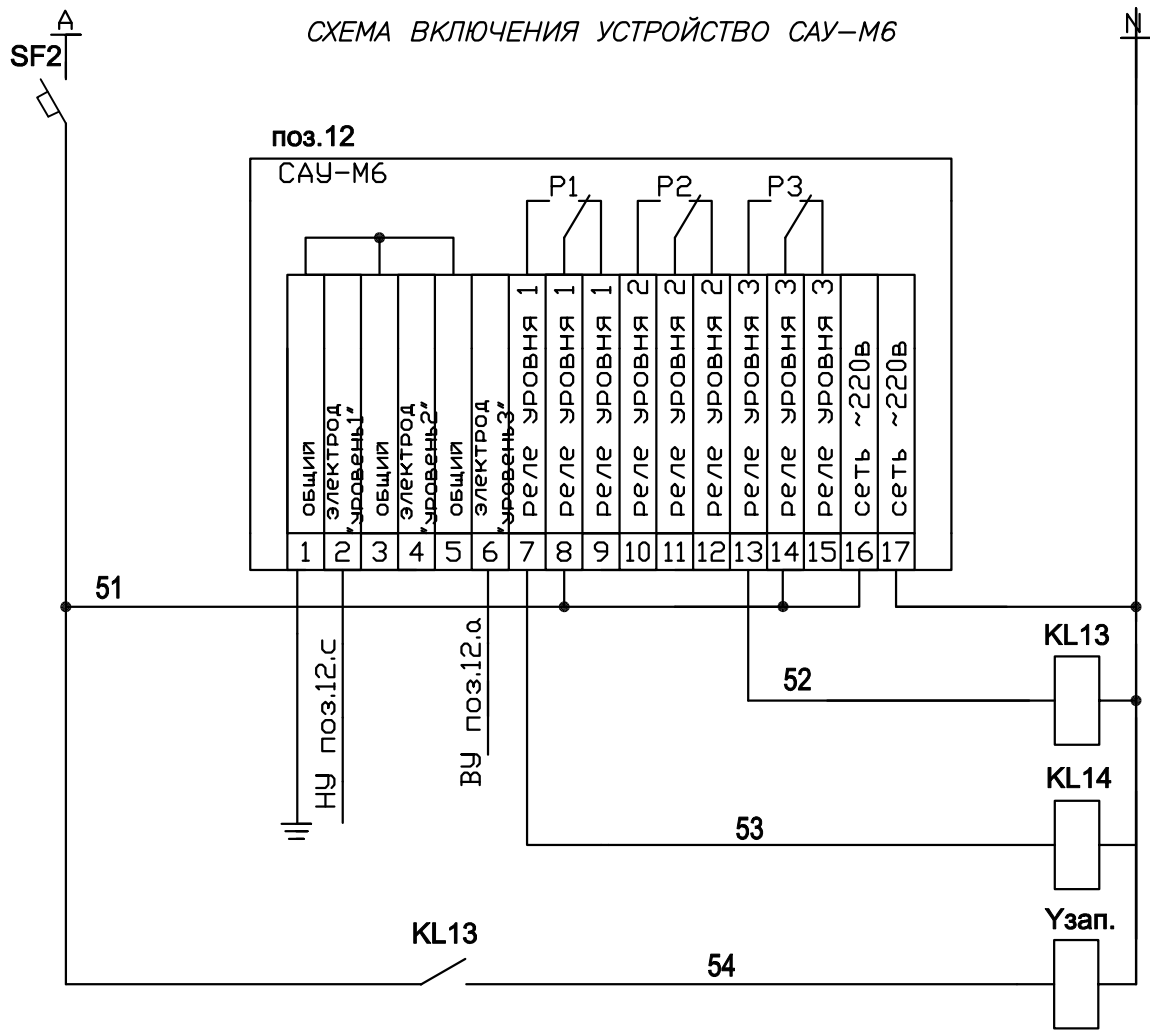 A
СХЕМА ВКЛЮЧЕНИЯ УСТРОЙСТВО САУ-М6
N
SF2
поз.12
САУ-М6
P1
P2
P3
общий
электрод "уровень1"
общий
электрод "уровень2"
общий
электрод "уровень3"
реле уровня 1
реле уровня 1
реле уровня 1
реле уровня 2
реле уровня 2
реле уровня 2
реле уровня 3
реле уровня 3
реле уровня 3
сеть ~220в
сеть ~220в
1 2 3 4 5 6 7 8 9 10 11 12 13 14 15 16 17
51
НУ поз.12.с
ВУ поз.12.а
KL13
52
KL14
53
Yзап.
KL13
54